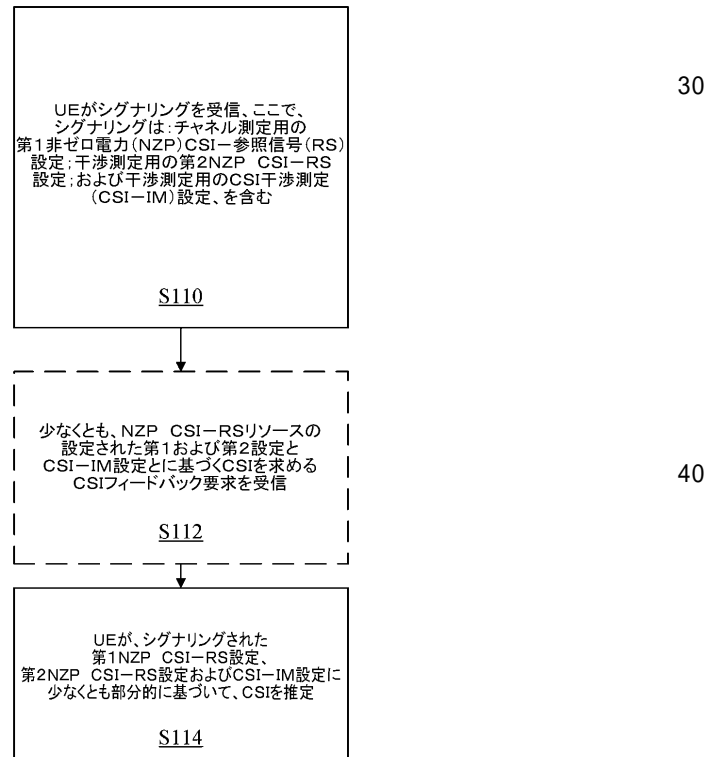 30
UEがシグナリングを受信、ここで、
シグナリングは:チャネル測定用の
第1非ゼロ電力(NZP)CSI-参照信号(RS)
設定;干渉測定用の第2NZP CSI-RS
設定;および干渉測定用のCSI干渉測定
(CSI-IM)設定、を含む
S110
少なくとも、NZP CSI-RSリソースの
設定された第1および第2設定と
CSI-IM設定とに基づくCSIを求める
CSIフィードバック要求を受信
40
S112
UEが、シグナリングされた
第1NZP CSI-RS設定、
第2NZP CSI-RS設定およびCSI-IM設定に
少なくとも部分的に基づいて、CSIを推定
S114